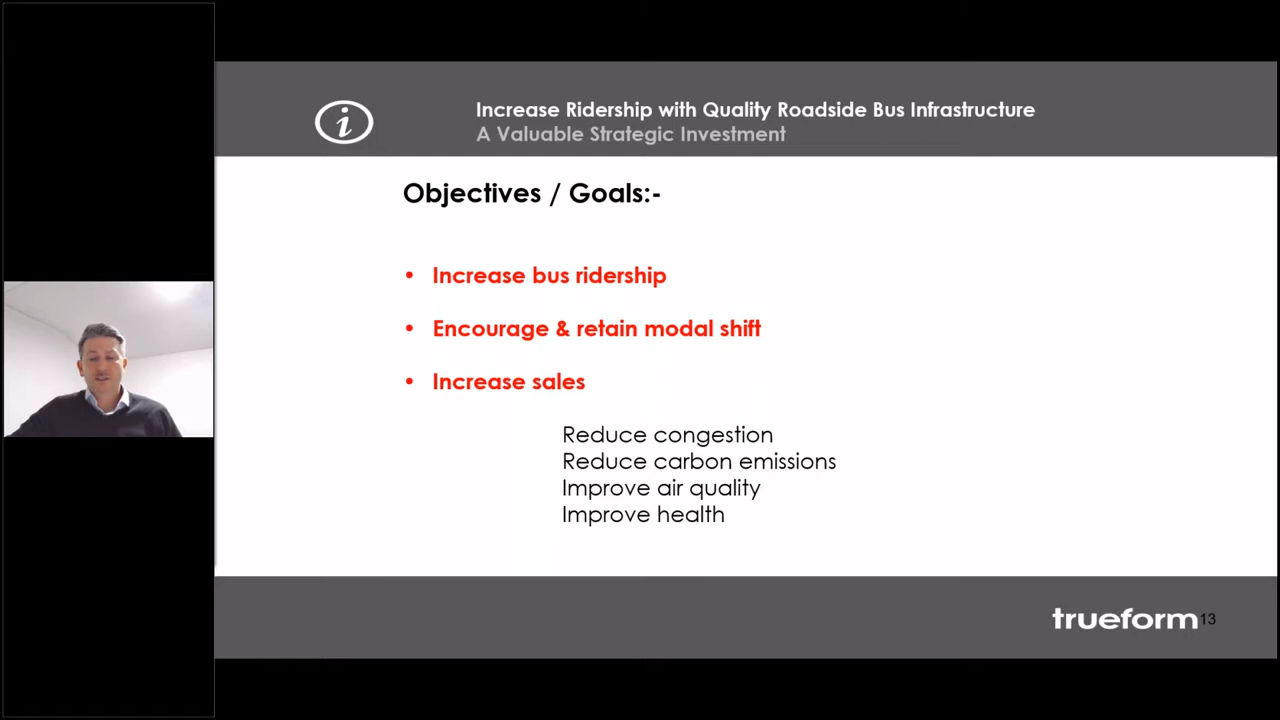 i
Increase Ridership with Quality Roadside Bus Infrastructure
A Valuable Strategic Investment
Objectives / Goals:-
• Increase bus ridership
• Encourage & retain modal shift
• Increase sales
Reduce congestion
Reduce carbon emissions
Improve air quality
Improve health
trueform 13